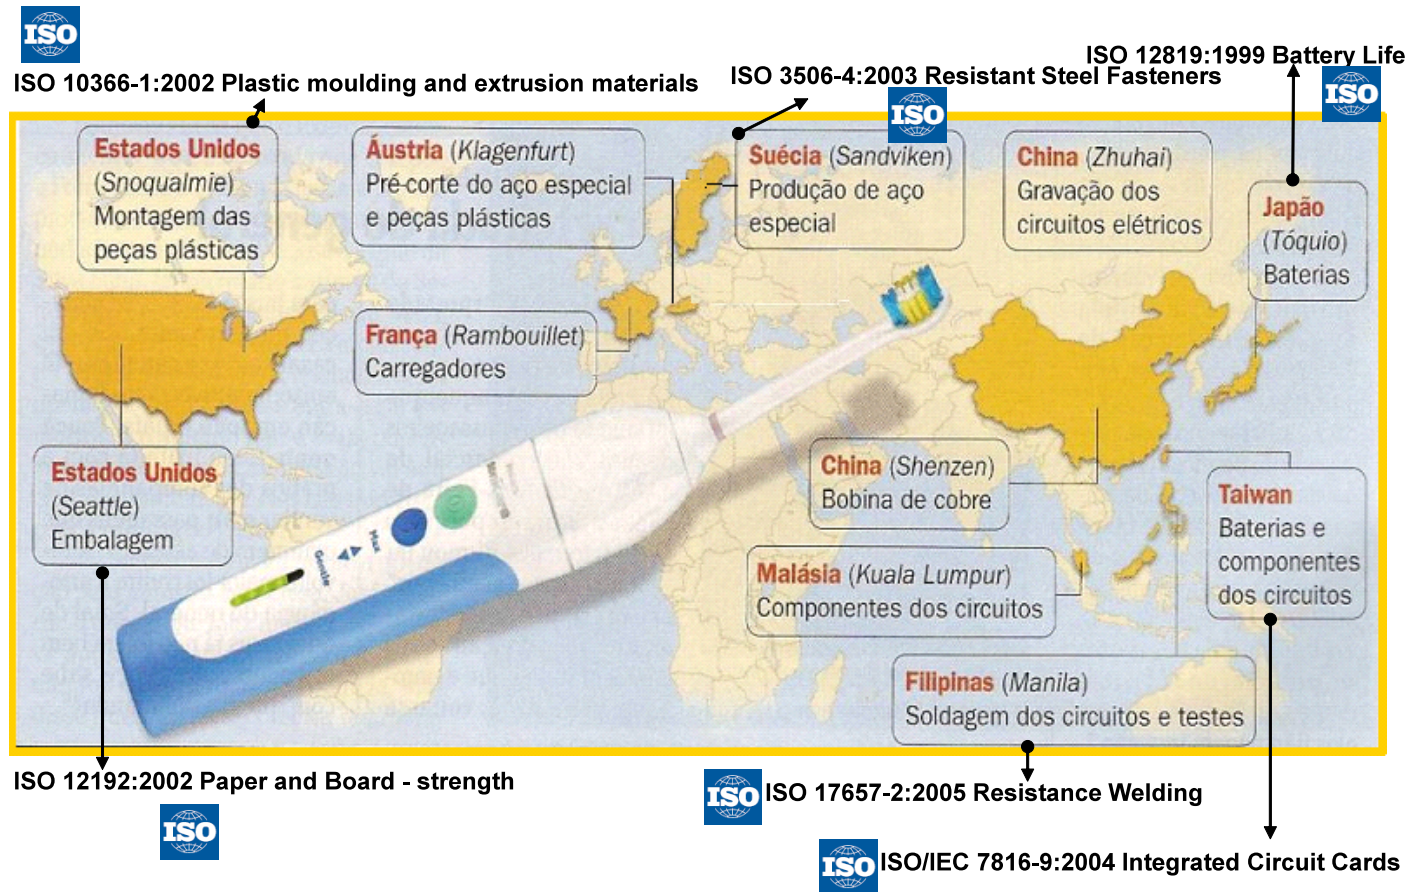 ISO
ISO 10366-1:2002 Plastic moulding and extrusion materials
ISO 3506-4:2003 Resistant Steel Fasteners
ISO
ISO 12819:1999 Battery Life
ISO
Estados Unidos
(Snoqualmie)
Montagem das
peças plásticas
Áustria (Klagenfurt)
Pré-corte do aço especial
e peças plásticas
Suécia (Sandviken)
Produção de aço
especial
China (Zhuhai)
Gravação dos
circuitos elétricos
Japão
(Tóquio)
Baterias
França (Rambouillet)
Carregadores
Estados Unidos
(Seattle)
Embalagem
Max
Gentle
China (Shenzen)
Bobina de cobre
Taiwan
Baterias e
componentes
dos circuitos
Malásia (Kuala Lumpur)
Componentes dos circuitos
Filipinas (Manila)
Soldagem dos circuitos e testes
ISO 12192:2002 Paper and Board - strength
ISO
ISO
ISO 17657-2:2005 Resistance Welding
ISO
ISO/IEC 7816-9:2004 Integrated Circuit Cards